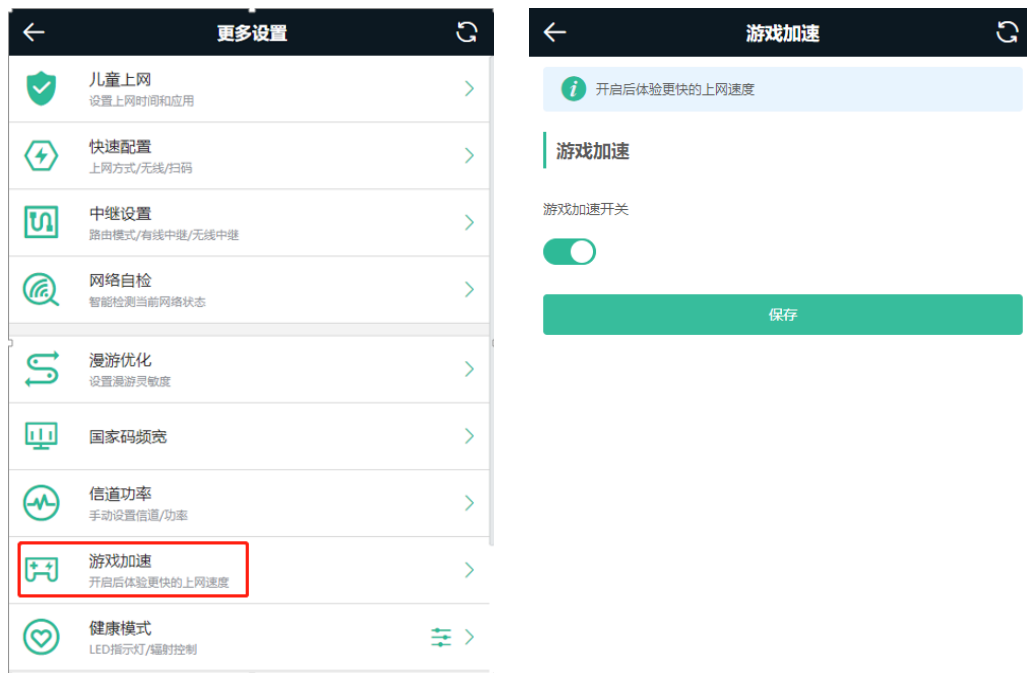 更多设置
儿童上网
设置上网时间和应用
快速配置
上网方式/无线/扫码
中继设置
路由模式/有线中继/无线中继
网络自检
智能检测当前网络状态
漫游优化
设置漫游灵敏度
国家码频宽
信道功率
手动设置信道/功率
游戏加速
开启后体验更快的上网速度
健康模式
LED指示灯/辐射控制
游戏加速
开启后体验更快的上网速度
游戏加速
游戏加速开关
保存